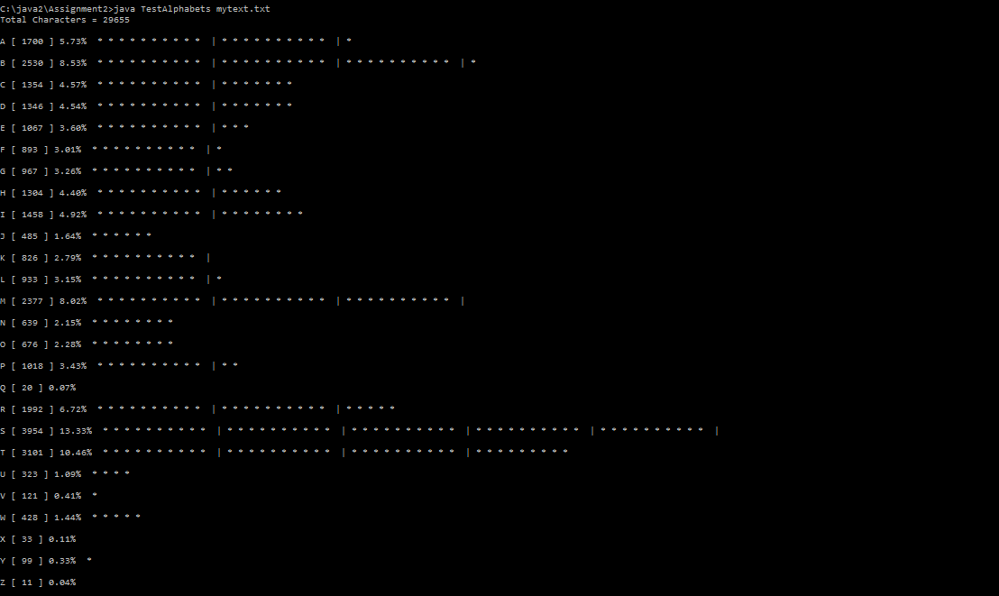 C:\java2\Assignment2>java TestAlphabets mytext.txt
Total Characters = 29655
A [ 1700 ] 5.73% * * * * * * * * * * | * * * * * * * * * * | *
B [ 2530 ] 8.53% * * * * * * * * * * | * * * * * * * * * * | * * * * * * * * * * | *
C [ 1354 ] 4.57% * * * * * * * * * * | * * * * * * *
D [ 1346 ] 4.54% * * * * * * * * * * | * * * * * * *
E [ 1067 ] 3.60% * * * * * * * * * * | * * *
F [ 893 ] 3.01% * * * * * * * * * * | *
G [ 967 ] 3.26% * * * * * * * * * * | * *
H [ 1304 ] 4.40% * * * * * * * * * * | * * * * * *
I [ 1458 ] 4.92% * * * * * * * * * * | * * * * * * * *
J [ 485 ] 1.64% * * * * * *
K [ 826 ] 2.79% * * * * * * * * * * |
L [ 933 ] 3.15% * * * * * * * * * * | *
M [ 2377 ] 8.02% * * * * * * * * * * | * * * * * * * * * * | * * * * * * * * * * |
N [ 639 ] 2.15% * * * * * * * *
O [ 676 ] 2.28% * * * * * * * *
P [ 1018 ] 3.43% * * * * * * * * * * | * *
Q [ 20 ] 0.07%
R [ 1992 ] 6.72% * * * * * * * * * * | * * * * * * * * * * | * * * * *
S [ 3954 ] 13.33% * * * * * * * * * * | * * * * * * * * * * | * * * * * * * * * * | * * * * * * * * * * | * * * * * * * * * * |
T [ 3101 ] 10.46% * * * * * * * * * * | * * * * * * * * * * | * * * * * * * * * * | * * * * * * * * *
U [ 323 ] 1.09% * * * *
V [ 121 ] 0.41% *
W [ 428 ] 1.44% * * * * *
X [ 33 ] 0.11%
Y [ 99 ] 0.33% *
Z [ 11 ] 0.04%